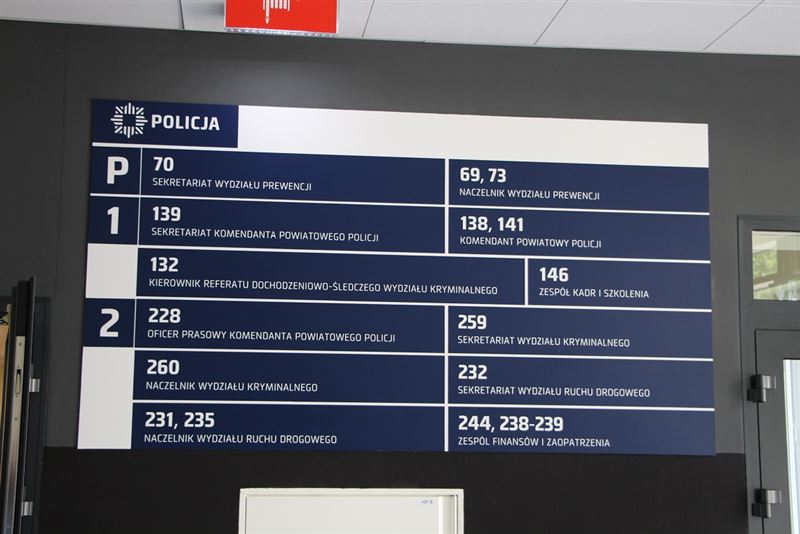 POLICJA
P
70
SEKRETARIAT WYDZIAŁU PREWENCJI
69, 73
NACZELNIK WYDZIAŁU PREWENCJI
1
139
SEKRETARIAT KOMENDANTA POWIATOWEGO POLICJI
138, 141
KOMENDANT POWIATOWY POLICJI
132
KIEROWNIK REFERATU DOCHODZENIOWO-ŚLEDCZEGO WYDZIAŁU KRYMINALNEGO
146
ZESPÓŁ KADR I SZKOLENIA
2
228
OFICER PRASOWY KOMENDANTA POWIATOWEGO POLICJI
259
SEKRETARIAT WYDZIAŁU KRYMINALNEGO
260
NACZELNIK WYDZIAŁU KRYMINALNEGO
232
SEKRETARIAT WYDZIAŁU RUCHU DROGOWEGO
231, 235
NACZELNIK WYDZIAŁU RUCHU DROGOWEGO
244, 238-239
ZESPÓL FINANSÓW I ZAOPATRZENIA